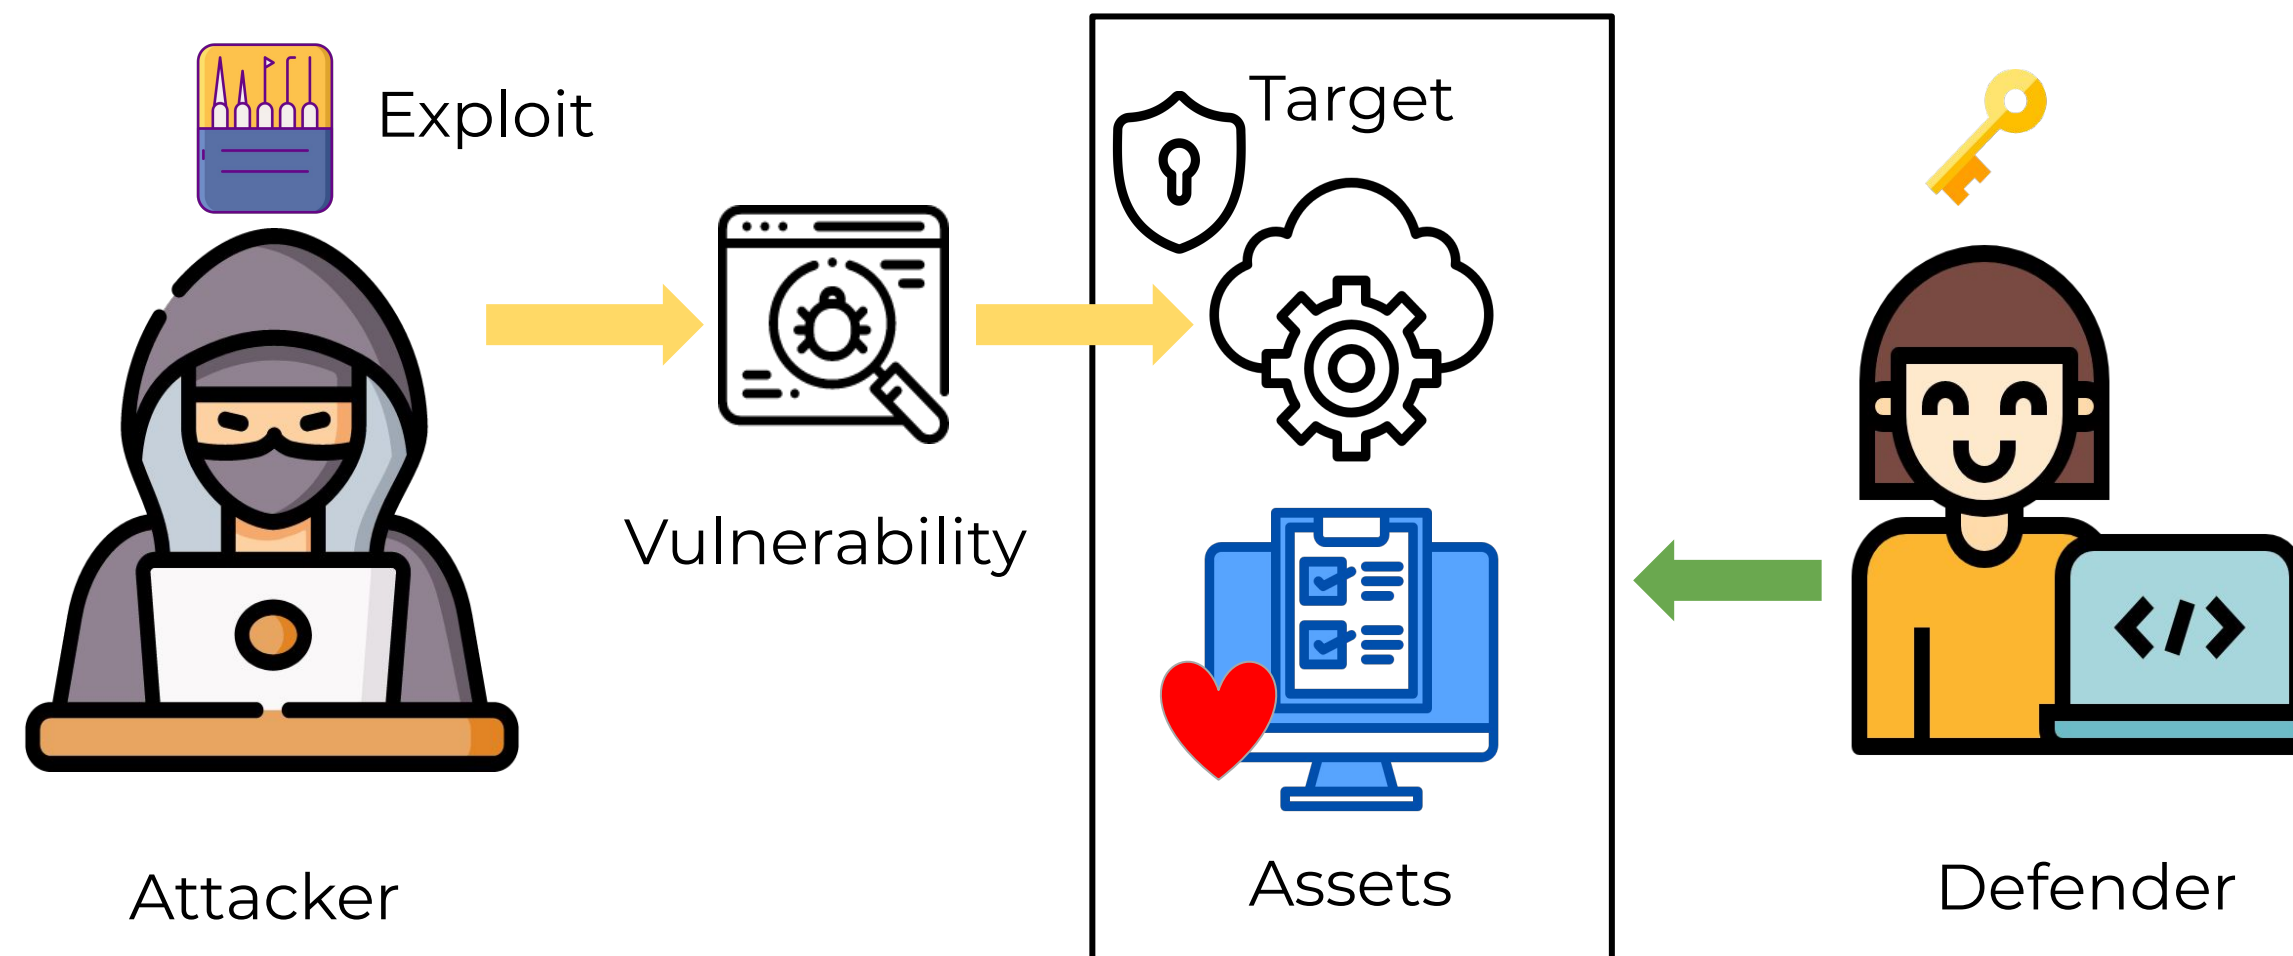 Exploit
Target
Vulnerability
</>
Assets
Attacker
Defender